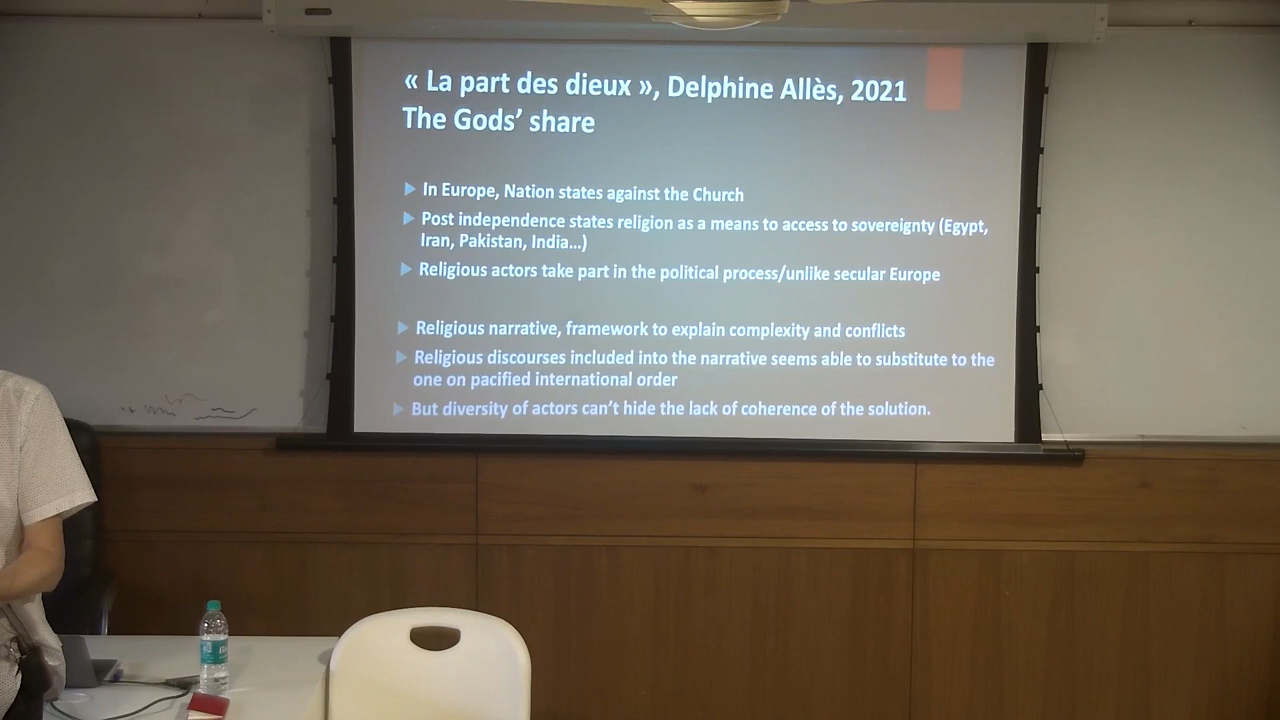 « La part des dieux », Delphine Allès, 2021
The Gods' share
In Europe, Nation states against the Church
Post independence states religion as a means to access to sovereignty (Egypt,
Iran, Pakistan, India...)
Religious actors take part in the political process/unlike secular Europe
Religious narrative, framework to explain complexity and conflicts
Religious discourses included into the narrative seems able to substitute to the
one on pacified international order
But diversity of actors can't hide the lack of coherence of the solution.